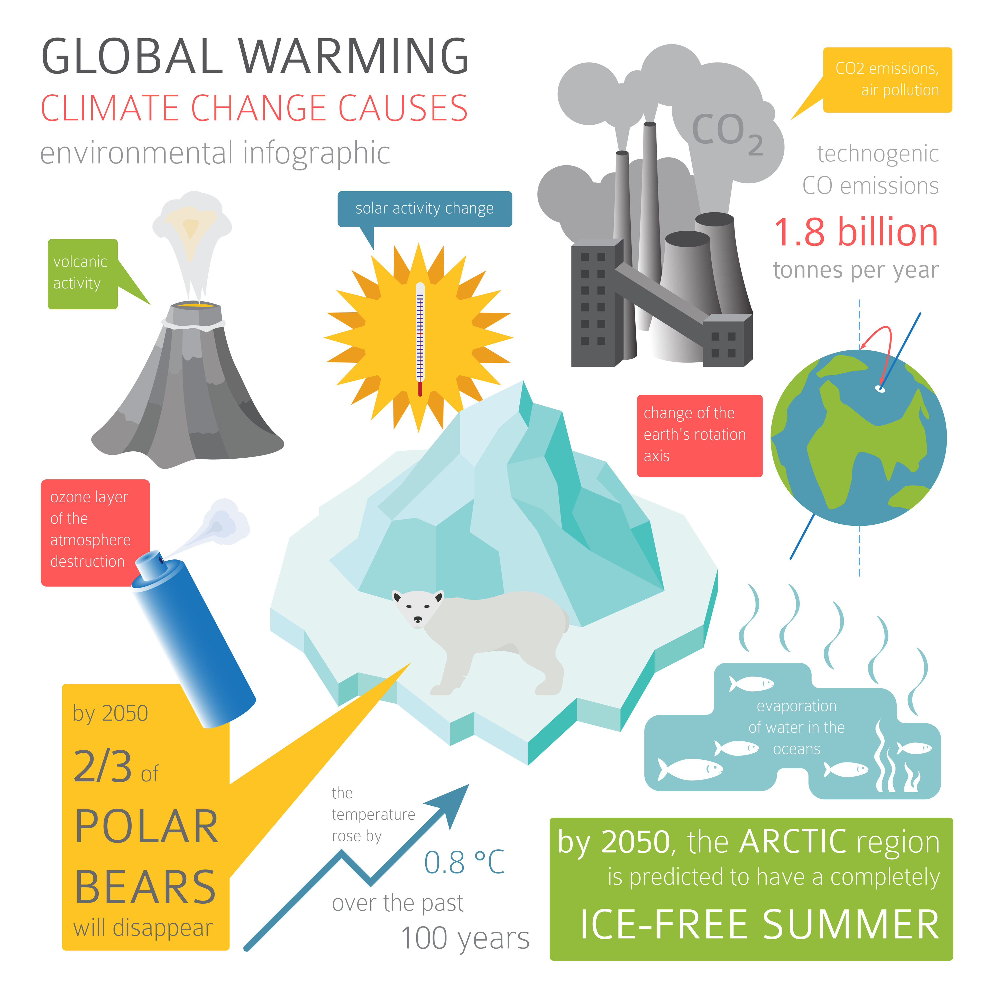 GLOBAL WARMING
CLIMATE CHANGE CAUSES
environmental infographic
CO2 emissions,
air pollution
CO2
technogenic
CO emissions
1.8 billion
tonnes per year
solar activity change
volcanic
activity
change of the
earth's rotation
axis
ozone layer
of the
atmosphere
destruction
evaporation
of water in the
oceans
by 2050
2/3 of
POLAR
BEARS
will disappear
the
temperature
rose by
0.8 °C
over the past
100 years
by 2050, the ARCTIC region
is predicted to have a completely
ICE-FREE SUMMER